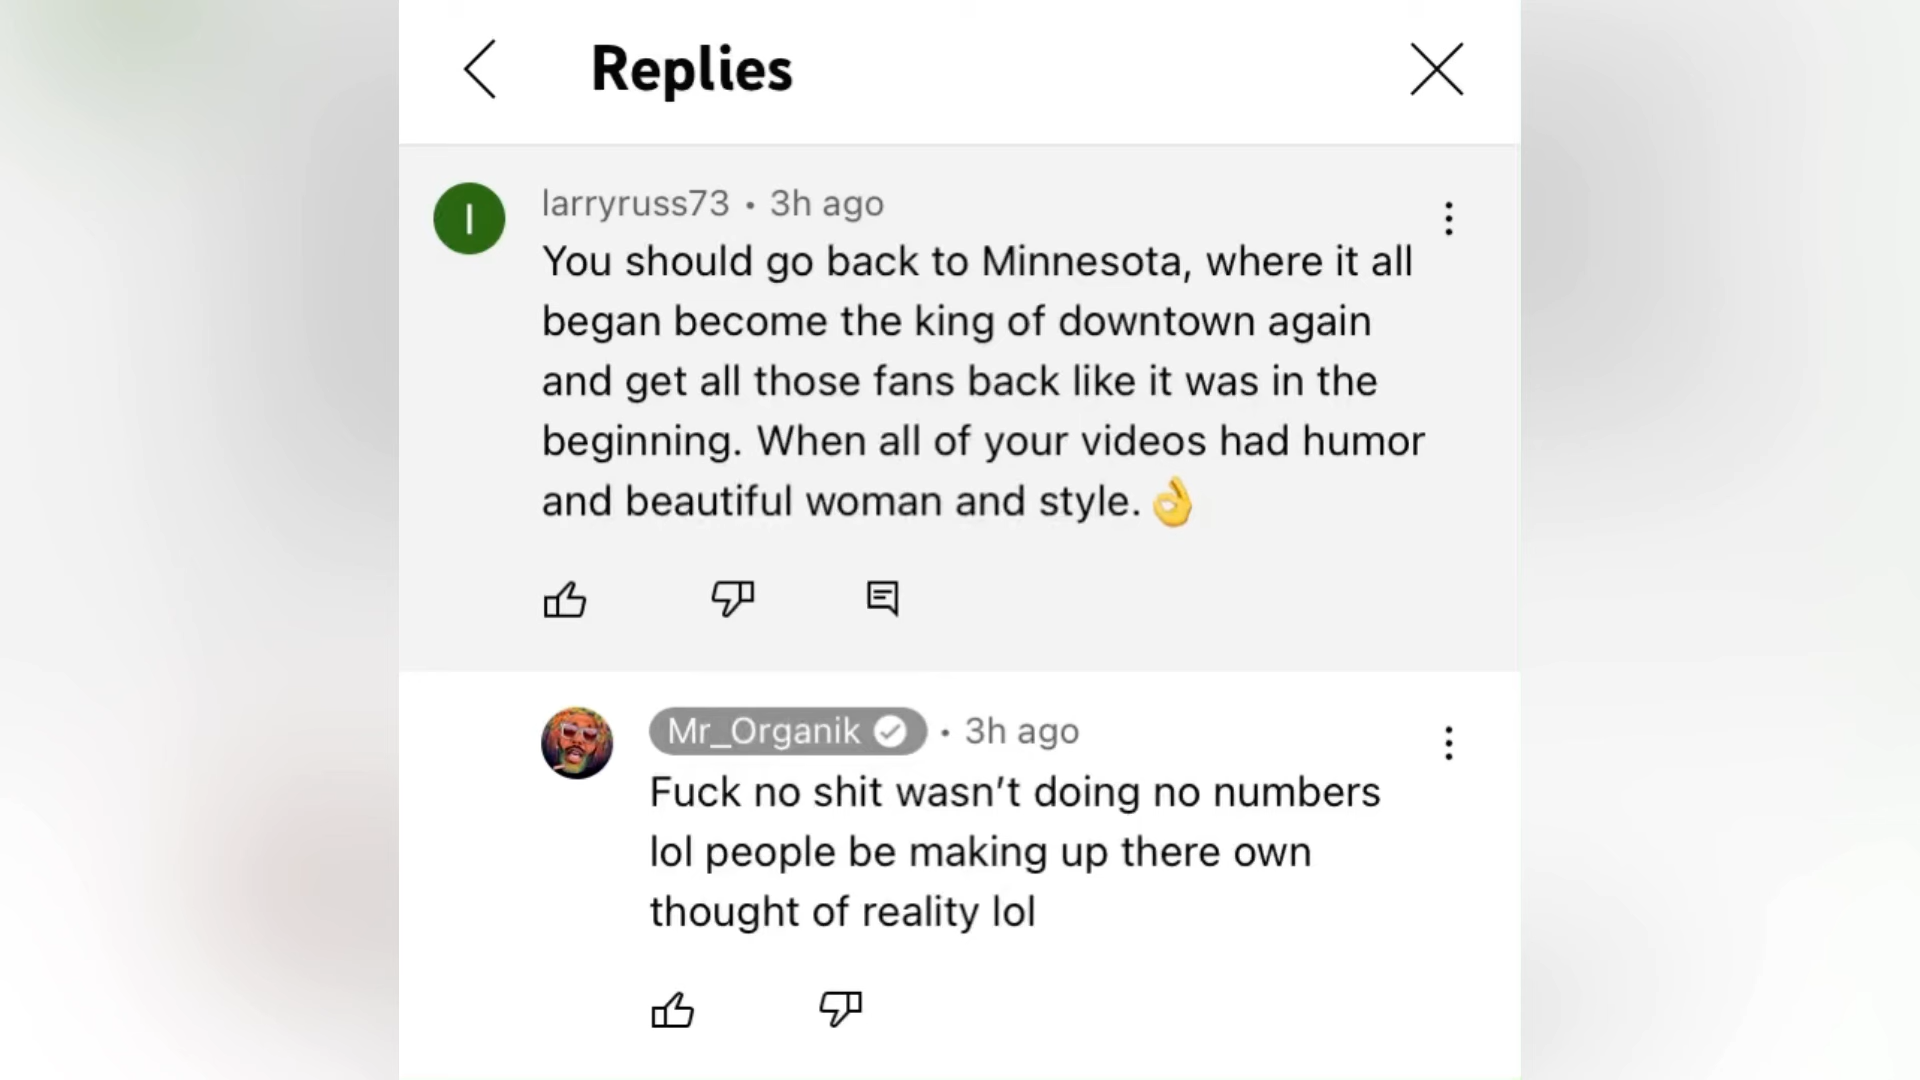 Replies
larryruss73 • 3h ago
You should go back to Minnesota, where it all
began become the king of downtown again
and get all those fans back like it was in the
beginning. When all of your videos had humor
and beautiful woman and style. 👌
Mr_Organik • 3h ago
Fuck no shit wasn’t doing no numbers
lol people be making up there own
thought of reality lol